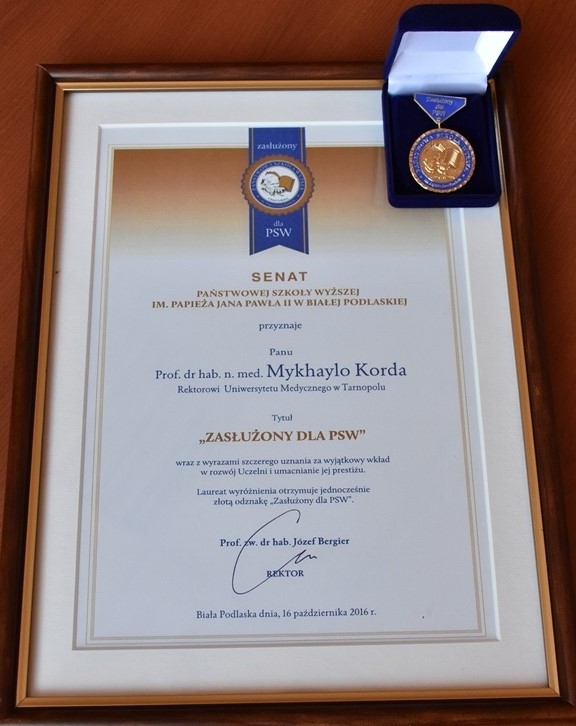 zasłużony
dla
PSW
Zasłużony
dla
PSW
SENAT
PAŃSTWOWEJ SZKOŁY WYŻSZEJ
IM. PAPIEŻA JANA PAWŁA II W BIAŁEJ PODLASKIEJ
przyznaje
Panu
Prof. dr hab. n. med. Mykhaylo Korda
Rektorowi Uniwersytetu Medycznego w Tarnopolu
Tytuł
„ZASŁUŻONY DLA PSW”
wraz z wyrazami szczerego uznania za wyjątkowy wkład
w rozwój Uczelni i umacnianie jej prestiżu.
Laureat wyróżnienia otrzymuje jednocześnie
złotą odznakę „Zasłużony dla PSW”.
Prof. zw. dr hab. Józef Bergier
REKTOR
Biała Podlaska dnia, 16 października 2016 r.